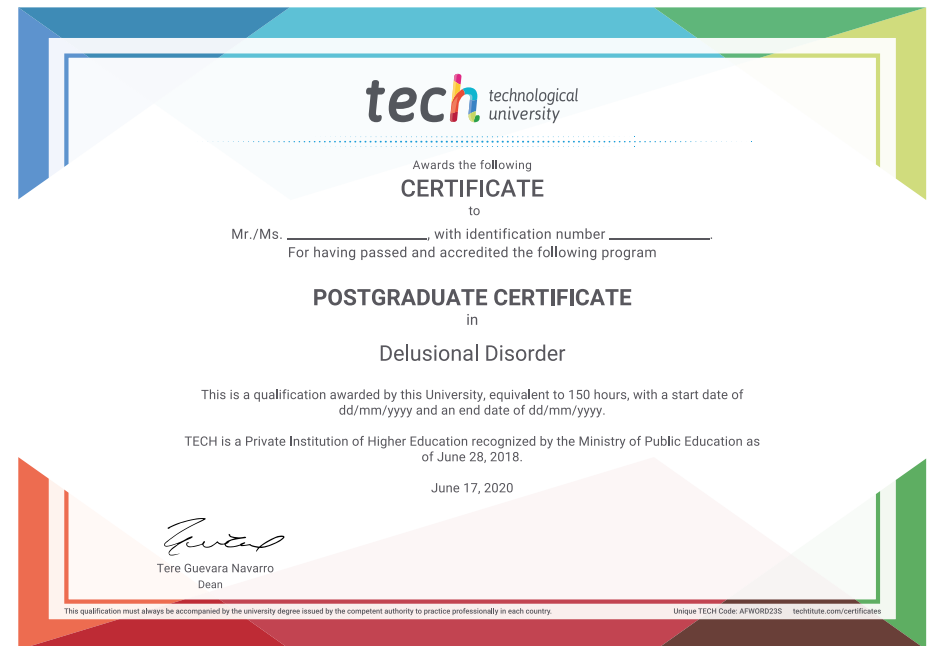 tech technological
university
Awards the following
CERTIFICATE
to
Mr./Ms. ____________________, with identification number ______________.
For having passed and accredited the following program
POSTGRADUATE CERTIFICATE
in
Delusional Disorder
This is a qualification awarded by this University, equivalent to 150 hours, with a start date of
dd/mm/yyyy and an end date of dd/mm/yyyy.
TECH is a Private Institution of Higher Education recognized by the Ministry of Public Education as
of June 28, 2018.
June 17, 2020
Tere Guevara Navarro
Dean
This qualification must always be accompanied by the university degree issued by the competent authority to practice professionally in each country.
Unique TECH Code: AFWORD23S techtitute.com/certificates